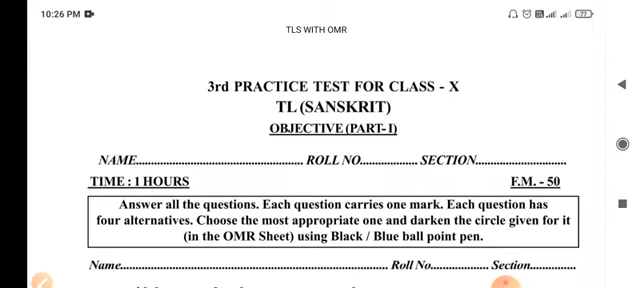 10:26 PM
77
TLS WITH OMR
3rd PRACTICE TEST FOR CLASS - X
TL (SANSKRIT)
OBJECTIVE (PART-I)
NAME.................................................. ROLL NO.................. SECTION...........................
TIME : 1 HOURS F.M. - 50
Answer all the questions. Each question carries one mark. Each question has
four alternatives. Choose the most appropriate one and darken the circle given for it
(in the OMR Sheet) using Black / Blue ball point pen.
Name.......................................................................................... Roll No.................... Section................